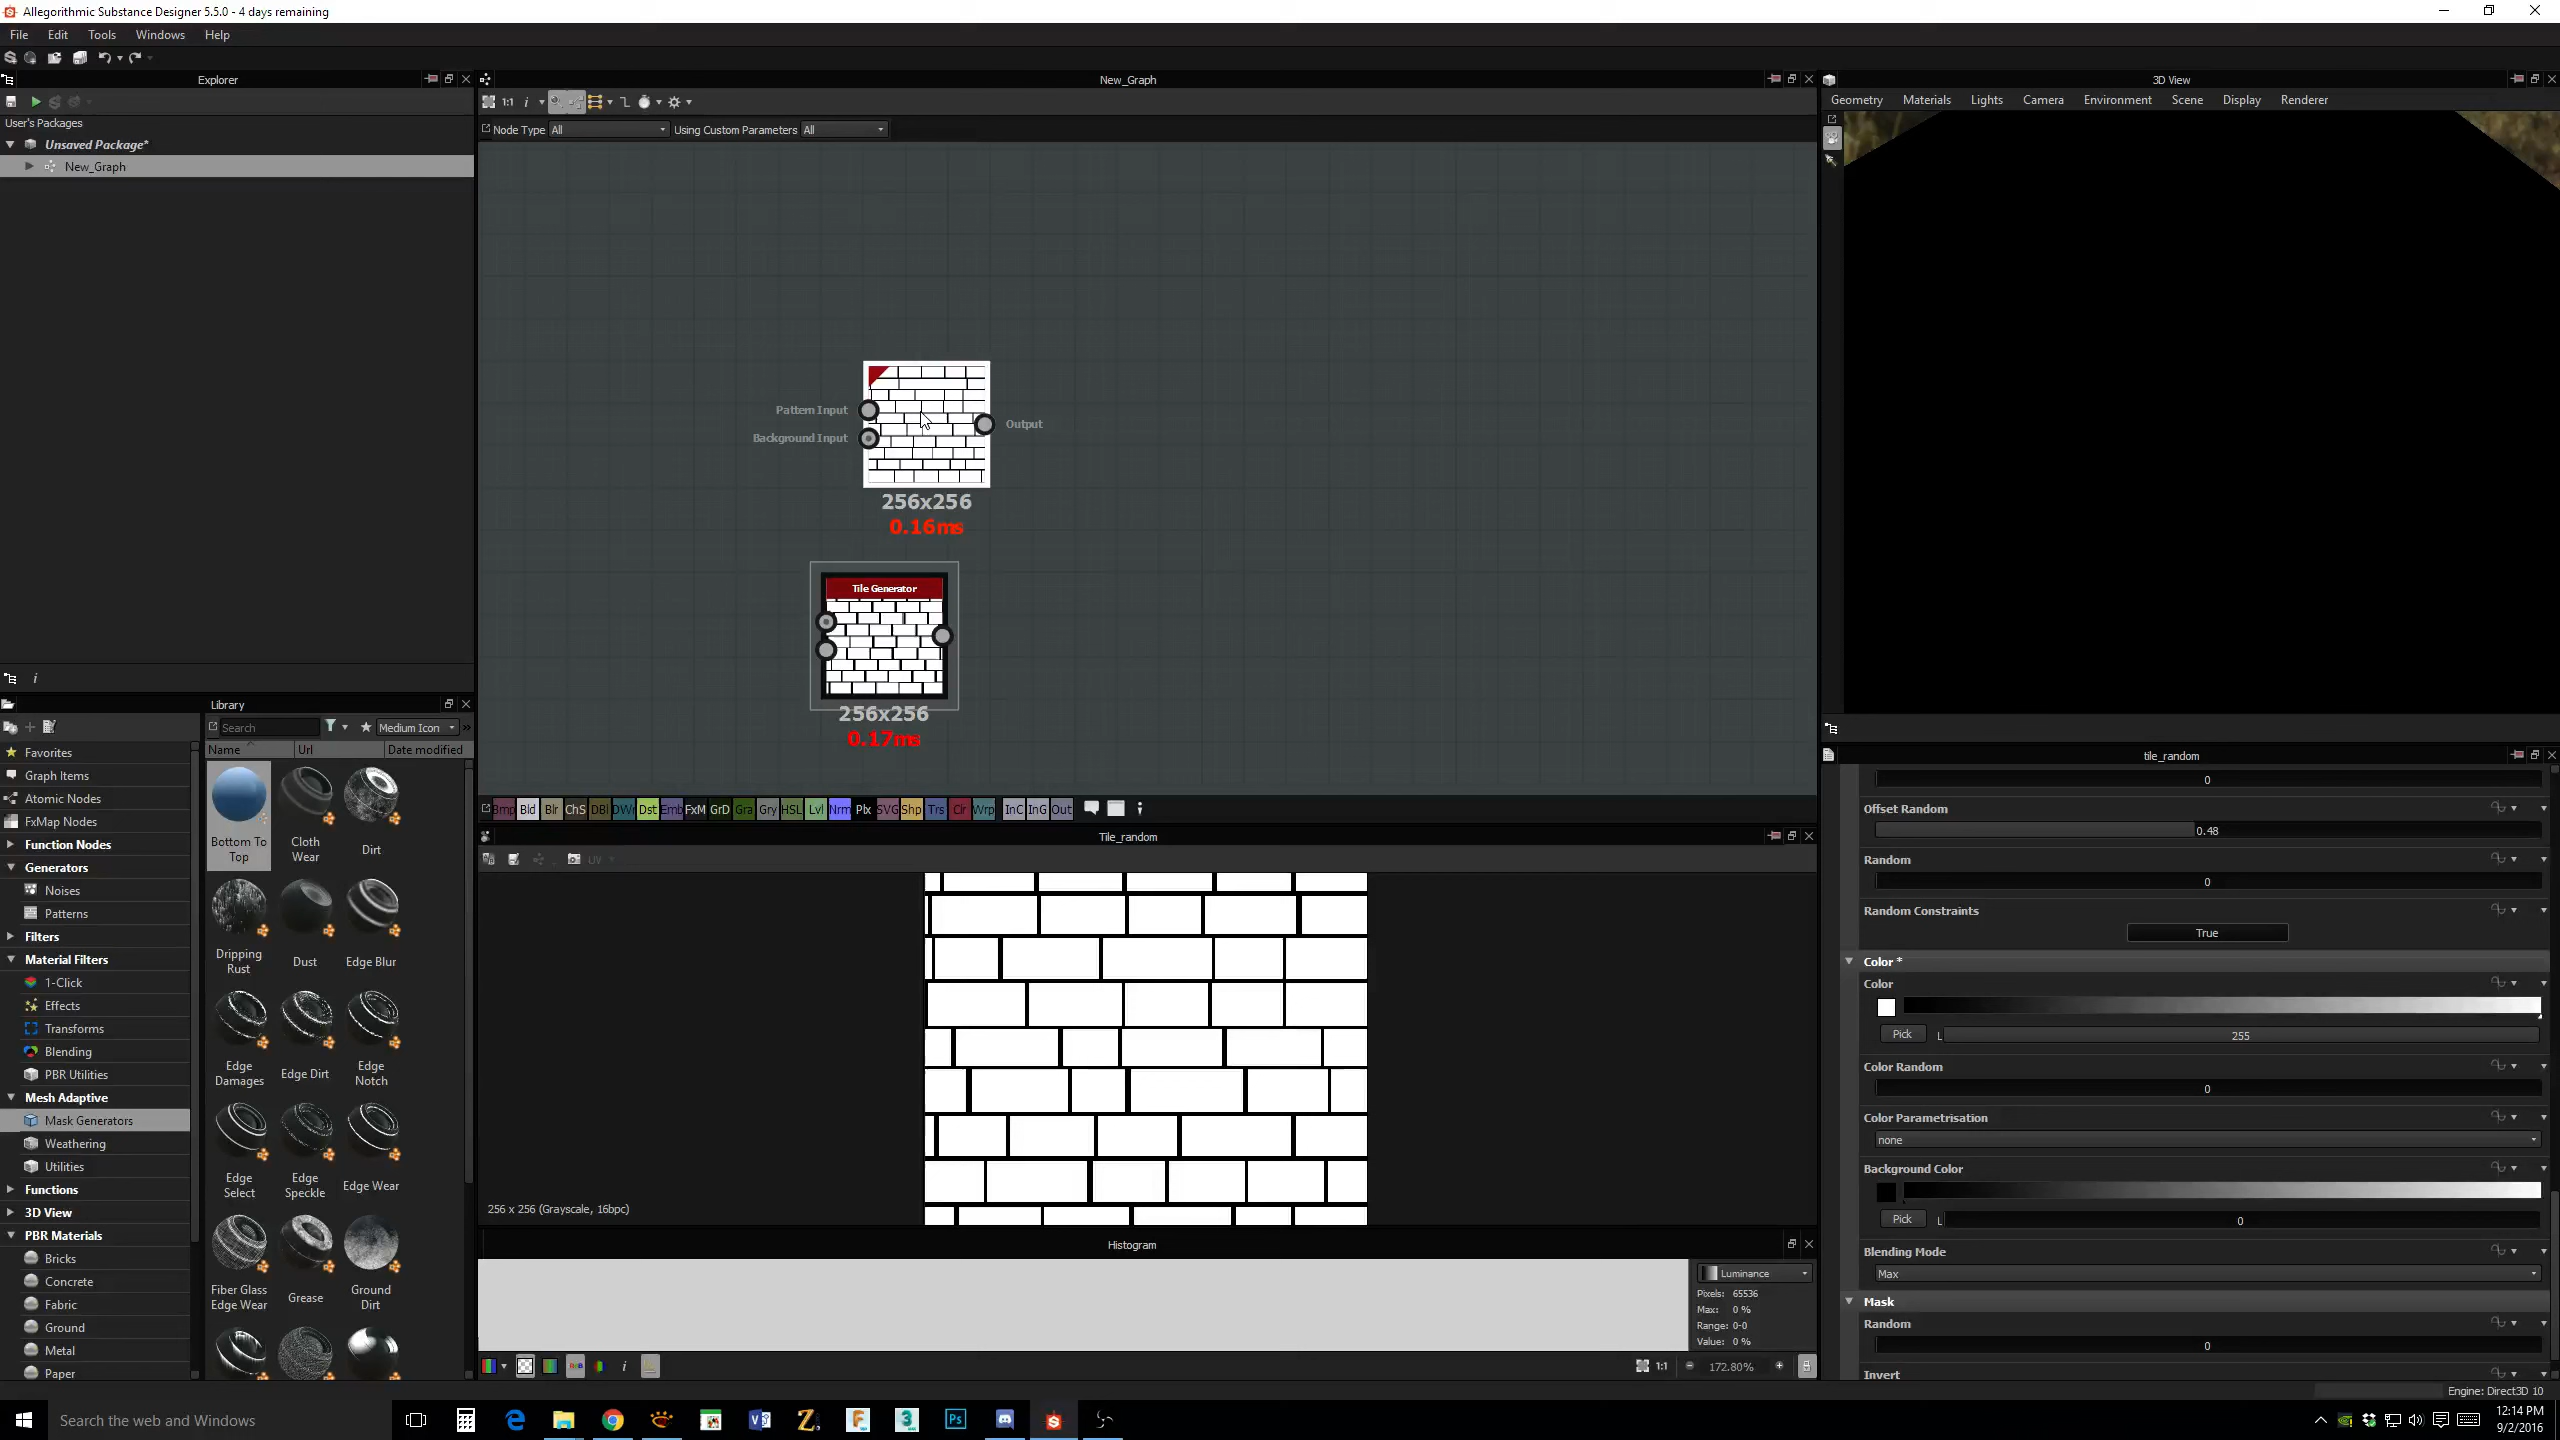 Allegorithmic Substance Designer 5.5.0 - 4 days remaining
File Edit Tools Windows Help
Explorer
User's Packages
Unsaved Package*
New_Graph
New_Graph
1:1
Node Type All Using Custom Parameters All
Pattern Input
Background Input
Output
256x256
0.16ms
Tile Generator
256x256
0.17ms
Bmp Bld Blr ChS DBl DWr Dst Emb FxM GrD Gra Gry HSL Lvl Nrm Plx SVG Shp Trs Clr Wrp InC InG Out
3D View
Geometry Materials Lights Camera Environment Scene Display Renderer
Library
Search
Medium Icon
Name Url Date modified
Favorites
Graph Items
Atomic Nodes
FxMap Nodes
Function Nodes
Generators
Noises
Patterns
Filters
Material Filters
1-Click
Effects
Transforms
Blending
PBR Utilities
Mesh Adaptive
Mask Generators
Weathering
Utilities
Functions
3D View
PBR Materials
Bricks
Concrete
Fabric
Ground
Metal
Paper
Bottom To Top
Cloth Wear
Dirt
Dripping Rust
Dust
Edge Blur
Edge Damages
Edge Dirt
Edge Notch
Edge Select
Edge Speckle
Edge Wear
Fiber Glass Edge Wear
Grease
Ground Dirt
Tile_random
UV
256 x 256 (Grayscale, 16bpc)
Histogram
Luminance
Pixels: 65536
Max: 0 %
Range: 0-0
Value: 0 %
1:1
172.80%
tile_random
0
Offset Random
0.48
Random
0
Random Constraints
True
Color *
Color
Pick L 255
Color Random
0
Color Parametrisation
none
Background Color
Pick L 0
Blending Mode
Max
Mask
Random
0
Invert
Engine: Direct3D 10
Search the web and Windows
Ps
12:14 PM
9/2/2016